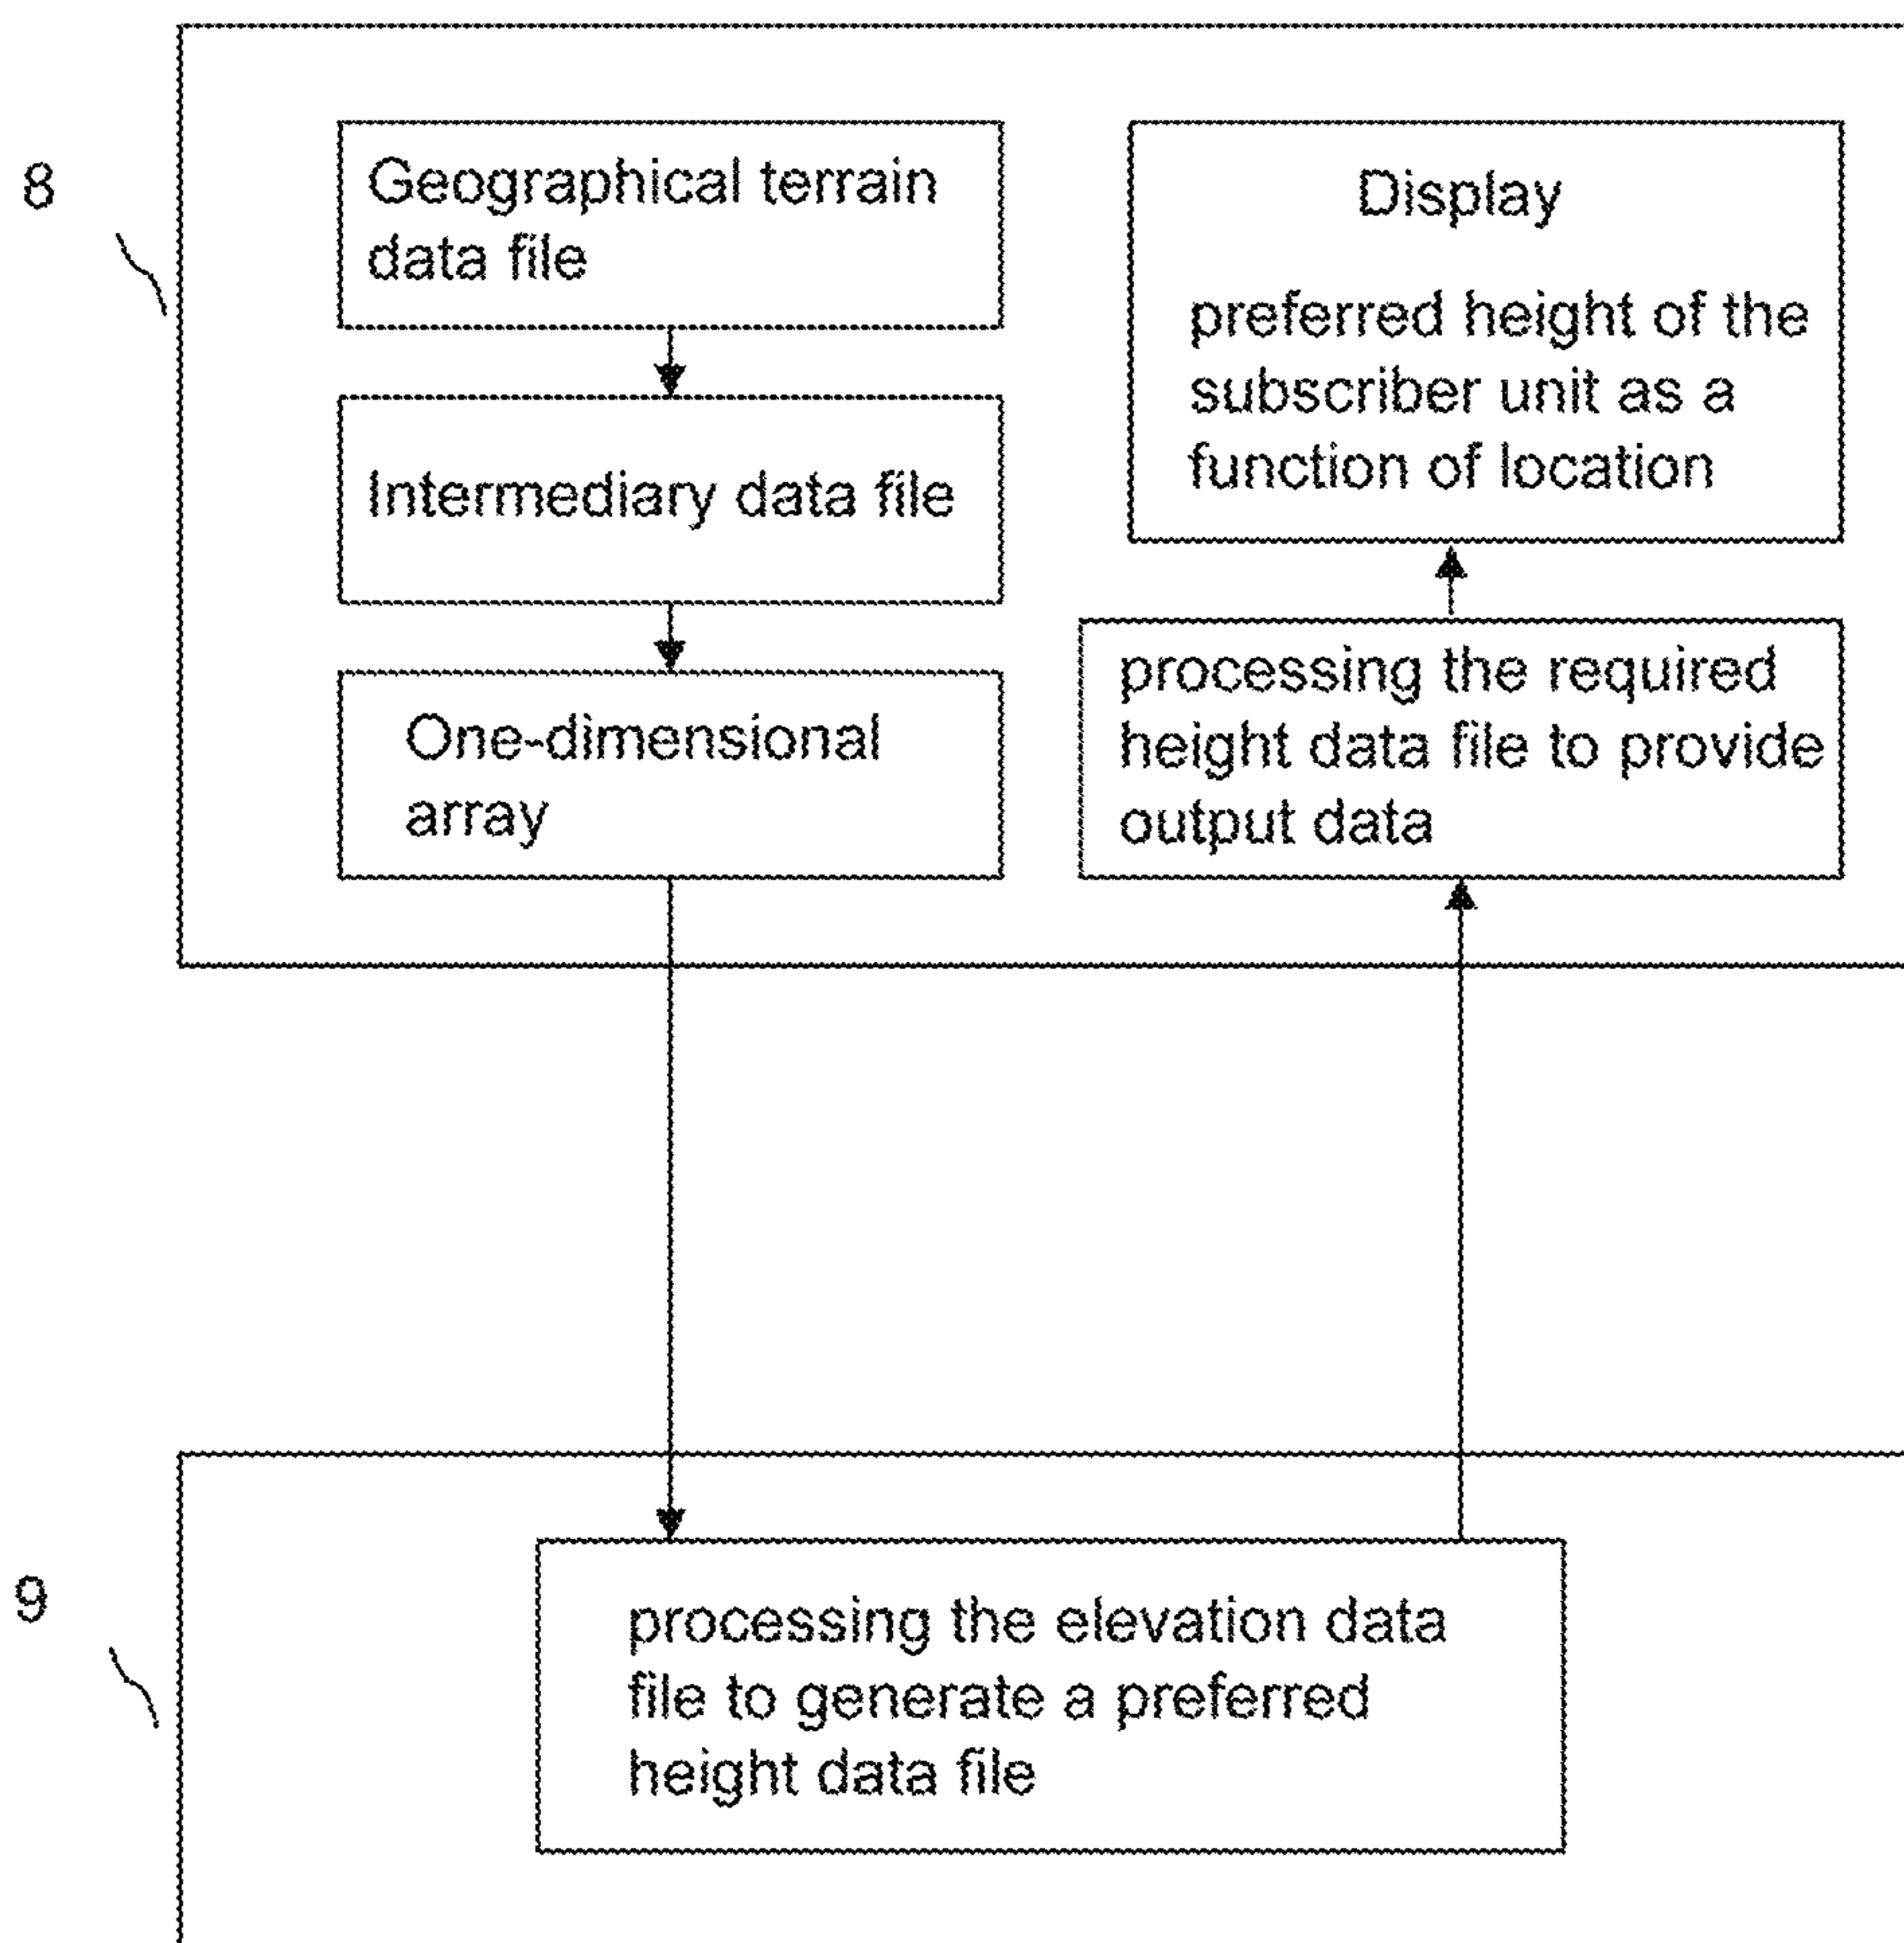 8
Geographical terrain
data file
Intermediary data file
One-dimensional
array
Display
preferred height of the
subscriber unit as a
function of location
processing the required
height data file to provide
output data
9
processing the elevation data
file to generate a preferred
height data file